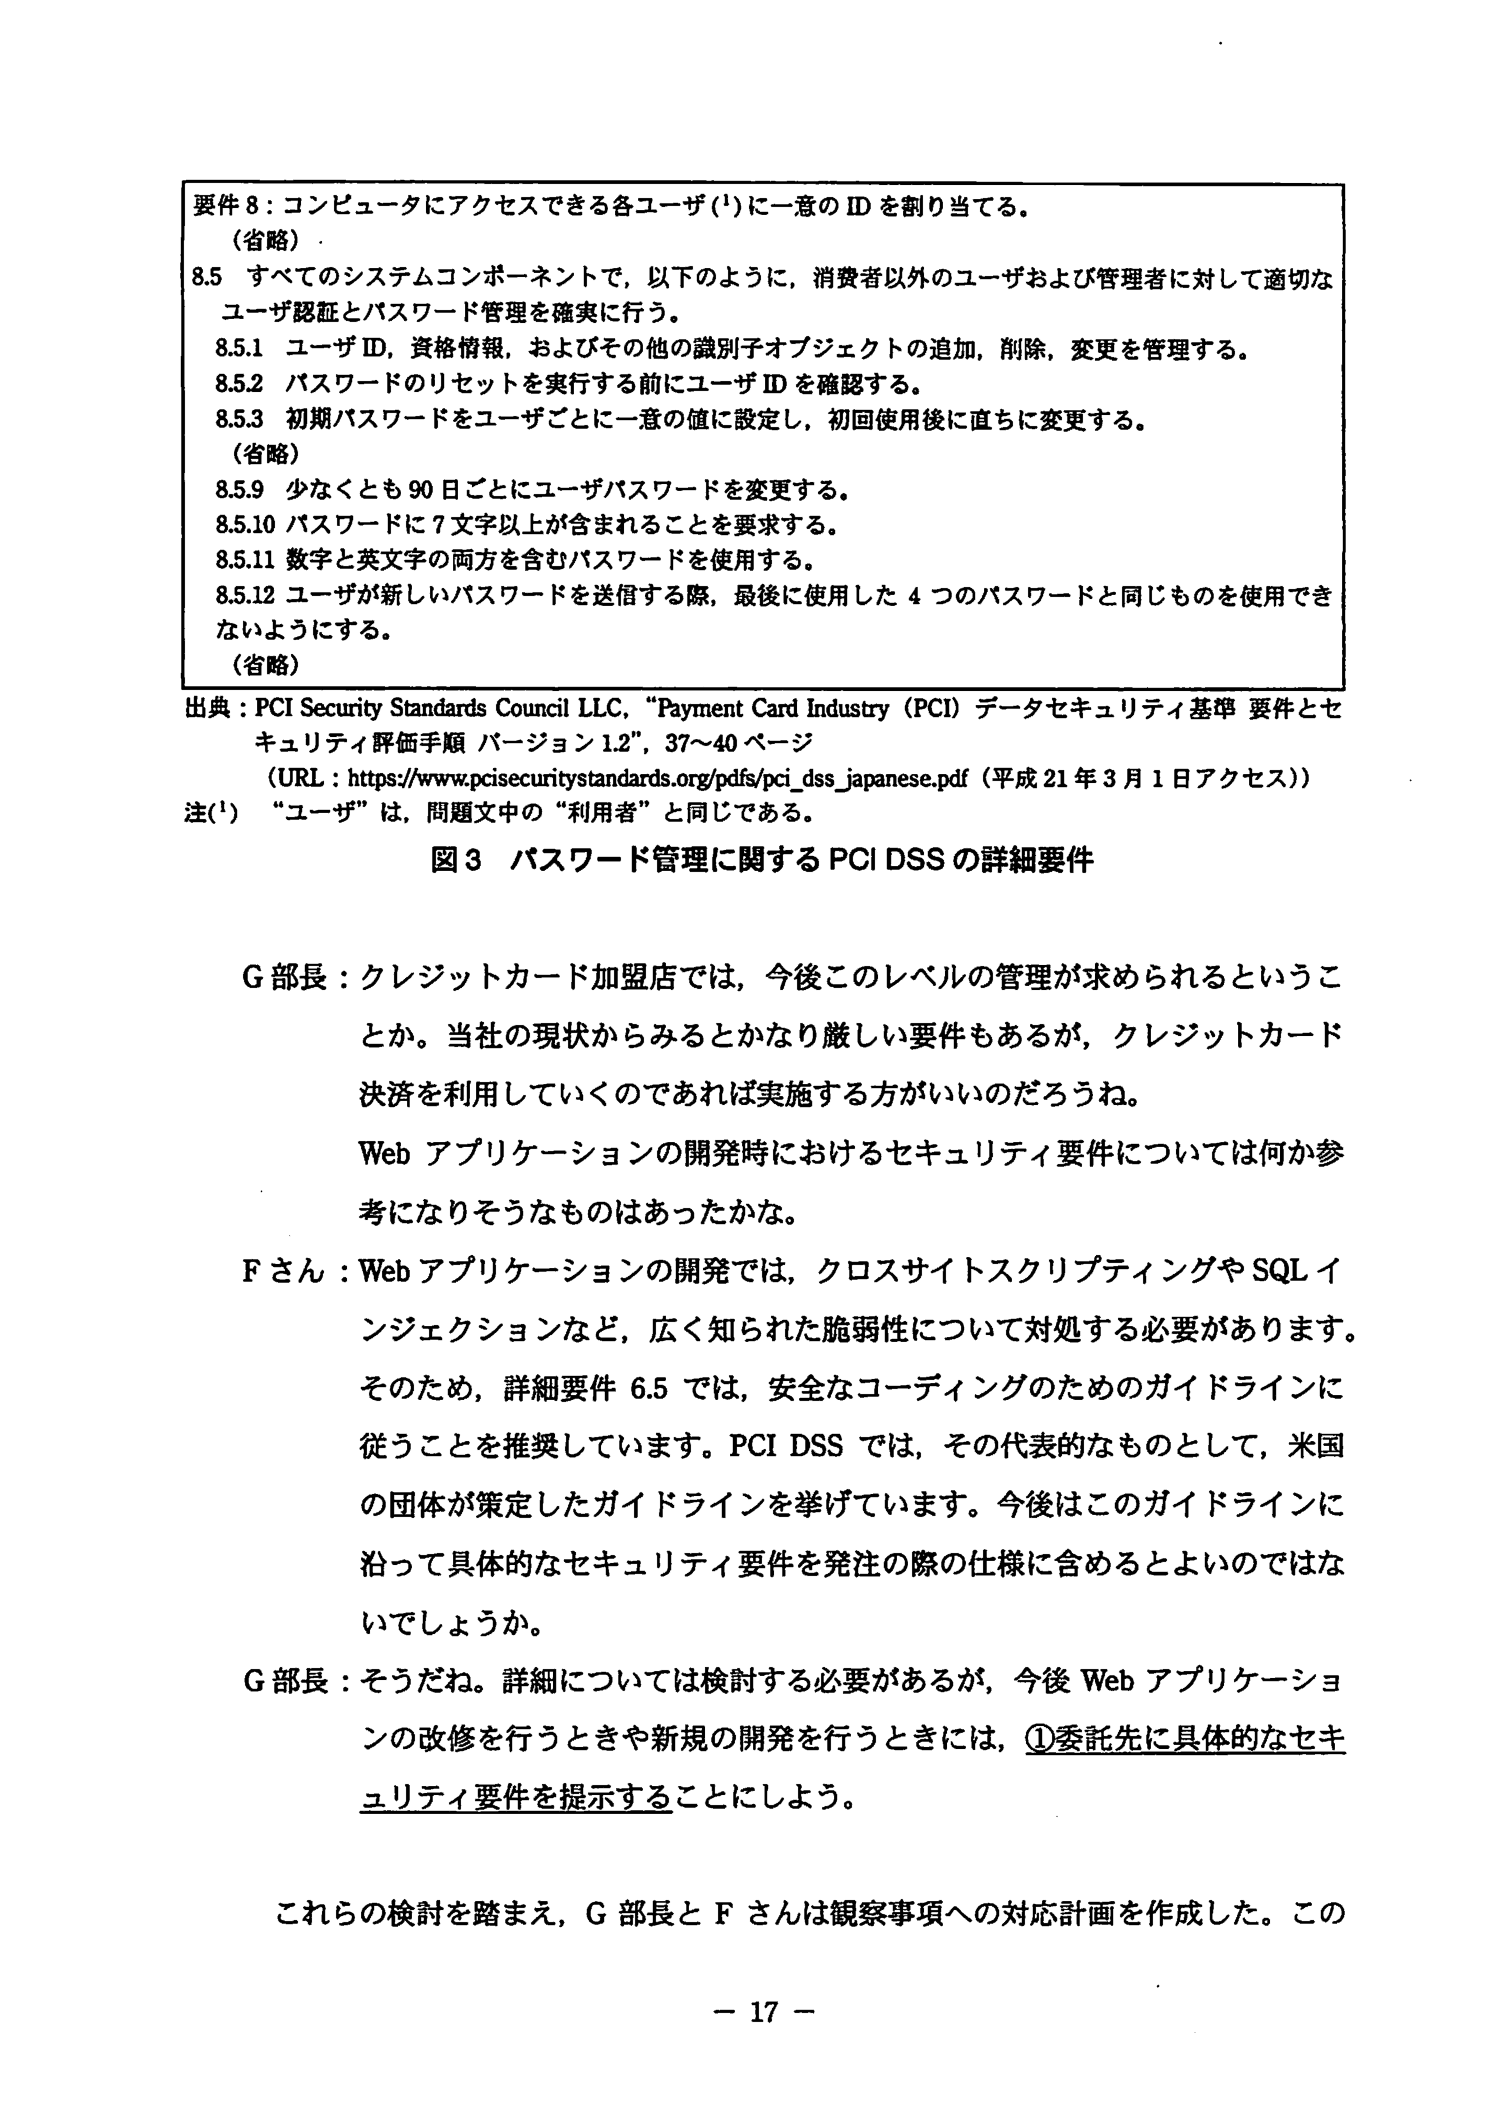 要件 8：コンピュータにアクセスできる各ユーザ(¹)に一意の ID を割り当てる。
（省略）
8.5 すべてのシステムコンポーネントで，以下のように，消費者以外のユーザおよび管理者に対して適切な
ユーザ認証とパスワード管理を確実に行う。
8.5.1 ユーザ ID，資格情報，およびその他の識別子オブジェクトの追加，削除，変更を管理する。
8.5.2 パスワードのリセットを実行する前にユーザ ID を確認する。
8.5.3 初期パスワードをユーザごとに一意の値に設定し，初回使用後に直ちに変更する。
（省略）
8.5.9 少なくとも 90 日ごとにユーザパスワードを変更する。
8.5.10 パスワードに 7 文字以上が含まれることを要求する。
8.5.11 数字と英文字の両方を含むパスワードを使用する。
8.5.12 ユーザが新しいパスワードを送信する際，最後に使用した 4 つのパスワードと同じものを使用でき
ないようにする。
（省略）
出典：PCI Security Standards Council LLC，“Payment Card Industry（PCI）データセキュリティ基準 要件とセ
キュリティ評価手順 バージョン 1.2”，37～40 ページ
（URL：https://www.pcisecuritystandards.org/pdfs/pci_dss_japanese.pdf（平成 21 年 3 月 1 日アクセス））
注(¹) “ユーザ”は，問題文中の“利用者”と同じである。
図 3 パスワード管理に関する PCI DSS の詳細要件
G 部長：クレジットカード加盟店では，今後このレベルの管理が求められるというこ
とか。当社の現状からみるとかなり厳しい要件もあるが，クレジットカード
決済を利用していくのであれば実施する方がいいのだろうね。
Web アプリケーションの開発時におけるセキュリティ要件については何か参
考になりそうなものはあったかな。
F さん：Web アプリケーションの開発では，クロスサイトスクリプティングや SQL イ
ンジェクションなど，広く知られた脆弱性について対処する必要があります。
そのため，詳細要件 6.5 では，安全なコーディングのためのガイドラインに
従うことを推奨しています。PCI DSS では，その代表的なものとして，米国
の団体が策定したガイドラインを挙げています。今後はこのガイドラインに
沿って具体的なセキュリティ要件を発注の際の仕様に含めるとよいのではな
いでしょうか。
G 部長：そうだね。詳細については検討する必要があるが，今後 Web アプリケーショ
ンの改修を行うときや新規の開発を行うときには，①委託先に具体的なセキ
ュリティ要件を提示することにしよう。
これらの検討を踏まえ，G 部長と F さんは観察事項への対応計画を作成した。この
－ 17 －